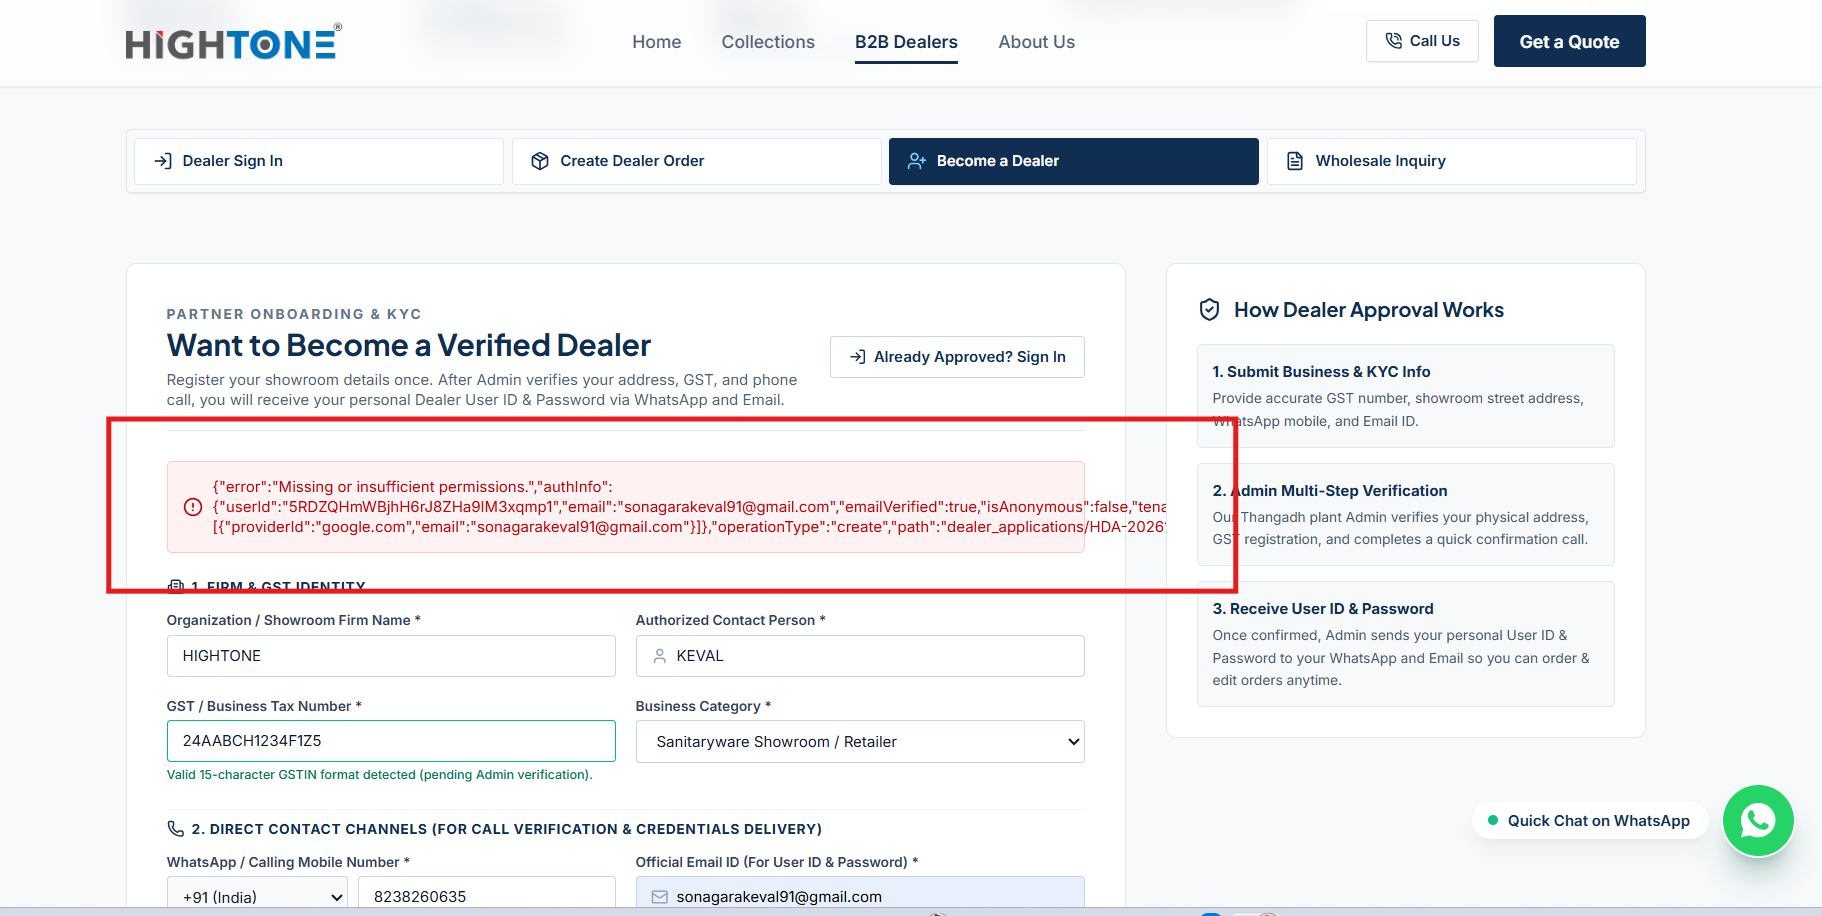 HIGHTONE®
Home
Collections
B2B Dealers
About Us
Call Us
Get a Quote
Dealer Sign In
Create Dealer Order
Become a Dealer
Wholesale Inquiry
PARTNER ONBOARDING & KYC
Want to Become a Verified Dealer
Register your showroom details once. After Admin verifies your address, GST, and phone
call, you will receive your personal Dealer User ID & Password via WhatsApp and Email.
Already Approved? Sign In
{"error":"Missing or insufficient permissions.","authInfo":
{"userId":"5RDZQHmWBjhH6rJ8ZHa9IM3xqmp1","email":"sonagarakeval91@gmail.com","emailVerified":true,"isAnonymous":false,"tena
[{"providerId":"google.com","email":"sonagarakeval91@gmail.com"}]},"operationType":"create","path":"dealer_applications/HDA-2026
1. FIRM & GST IDENTITY
Organization / Showroom Firm Name *
Authorized Contact Person *
HIGHTONE
KEVAL
GST / Business Tax Number *
Business Category *
24AABCH1234F1Z5
Sanitaryware Showroom / Retailer
Valid 15-character GSTIN format detected (pending Admin verification).
2. DIRECT CONTACT CHANNELS (FOR CALL VERIFICATION & CREDENTIALS DELIVERY)
WhatsApp / Calling Mobile Number *
Official Email ID (For User ID & Password) *
+91 (India)
8238260635
sonagarakeval91@gmail.com
How Dealer Approval Works
1. Submit Business & KYC Info
Provide accurate GST number, showroom street address,
WhatsApp mobile, and Email ID.
2. Admin Multi-Step Verification
Our Thangadh plant Admin verifies your physical address,
GST registration, and completes a quick confirmation call.
3. Receive User ID & Password
Once confirmed, Admin sends your personal User ID &
Password to your WhatsApp and Email so you can order &
edit orders anytime.
Quick Chat on WhatsApp